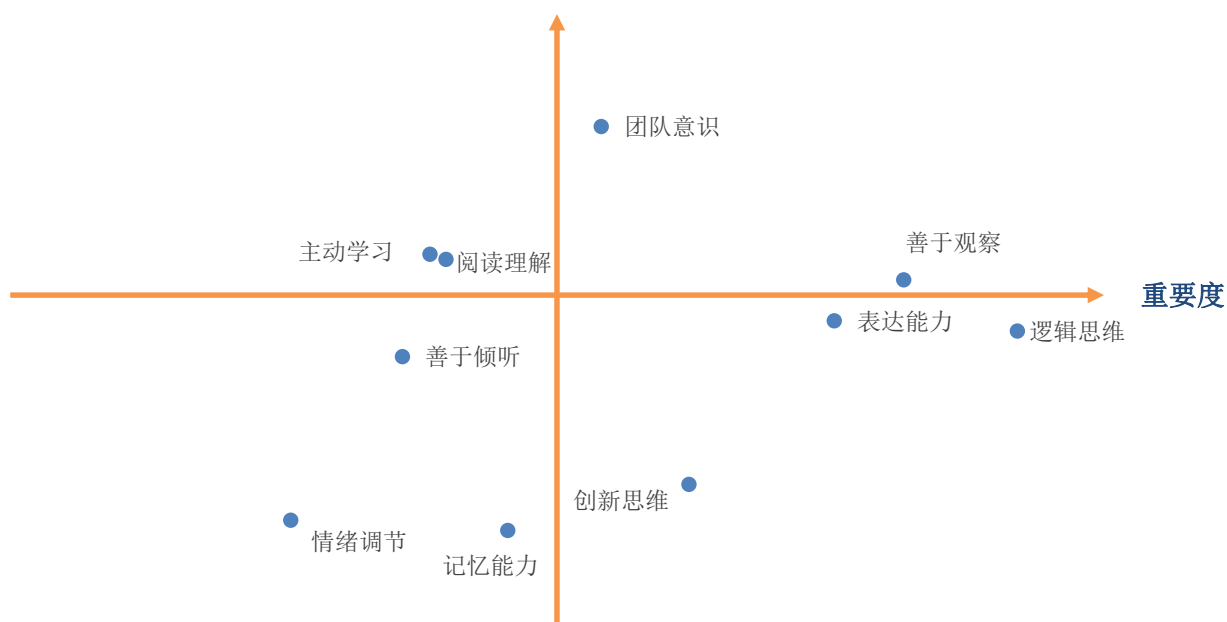 团队意识
善于观察
主动学习
阅读理解
重要度
表达能力
逻辑思维
善于倾听
创新思维
情绪调节
记忆能力